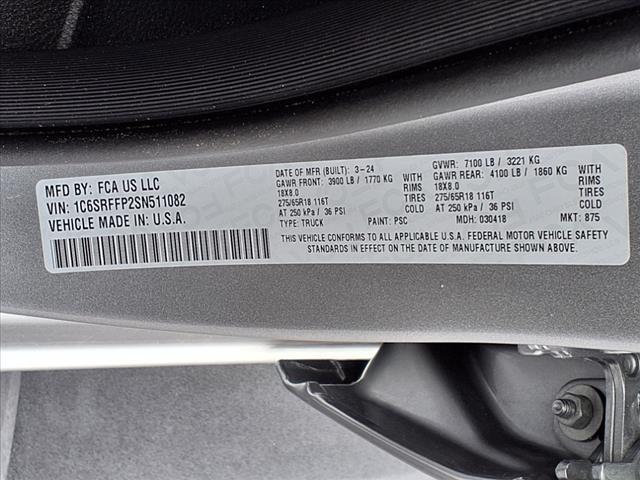 MFD BY: FCA US LLC
VIN: 1C6SRFFP2SN511082
VEHICLE MADE IN: U.S.A.
DATE OF MFR (BUILT): 3-24 GVWR: 7100 LB / 3221 KG
GAWR FRONT: 3900 LB / 1770 KG WITH GAWR REAR: 4100 LB / 1860 KG WITH
18X8.0 TIRES 18X8.0 TIRES
275/65R18 116T RIMS 275/65R18 116T RIMS
AT 250 kPa / 36 PSI COLD AT 250 kPa / 36 PSI COLD
TYPE: TRUCK PAINT: PSC MDH: 030418 MKT: 875
THIS VEHICLE CONFORMS TO ALL APPLICABLE U.S.A. FEDERAL MOTOR VEHICLE SAFETY
STANDARDS IN EFFECT ON THE DATE OF MANUFACTURE SHOWN ABOVE.